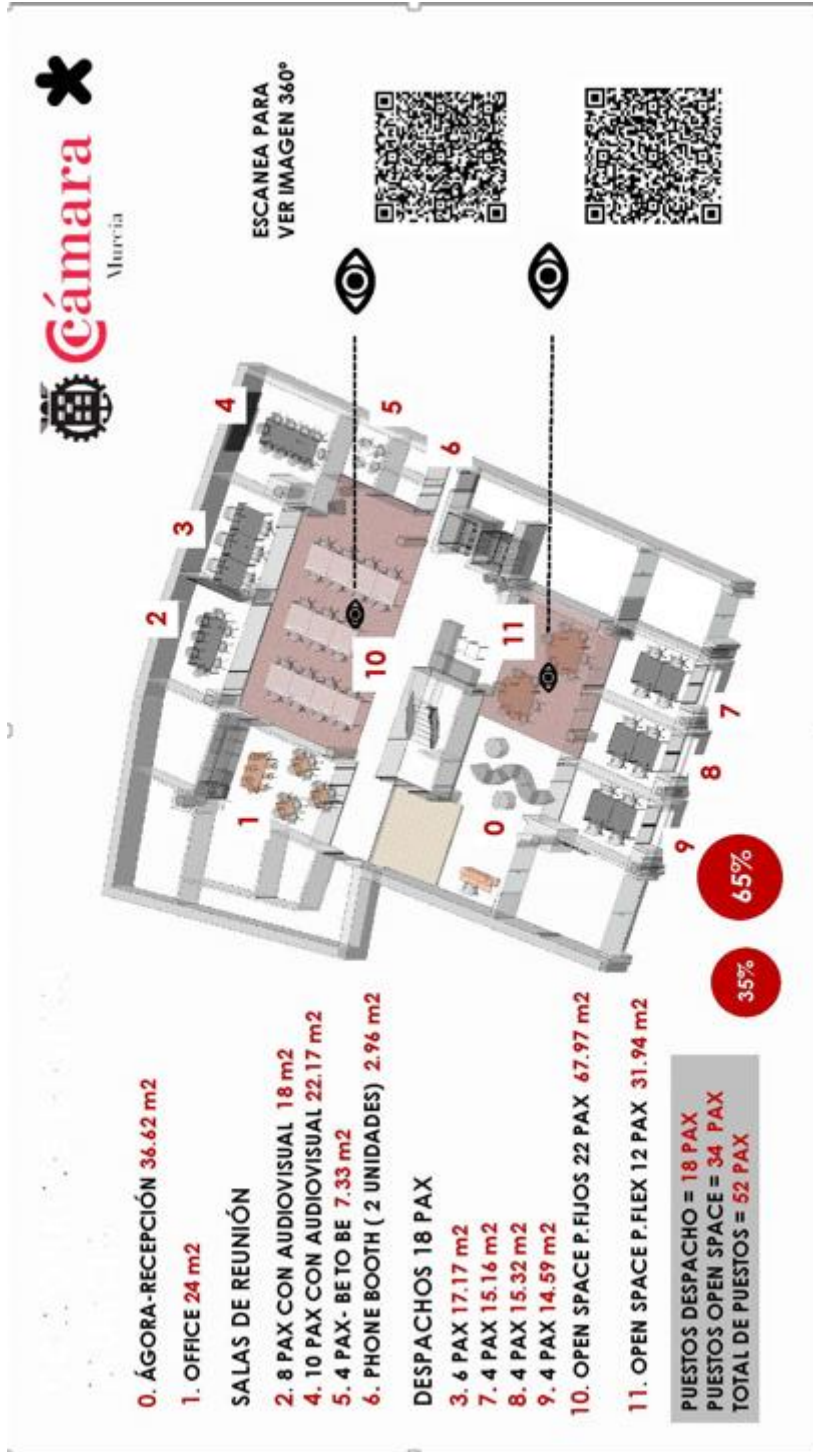 Cámara
Murcia
0. ÁGORA-RECEPCIÓN 36.62 m2
1. OFFICE 24 m2
SALAS DE REUNIÓN
2. 8 PAX CON AUDIOVISUAL 18 m2
4. 10 PAX CON AUDIOVISUAL 22.17 m2
5. 4 PAX- BE TO BE 7.33 m2
6. PHONE BOOTH ( 2 UNIDADES) 2.96 m2
DESPACHOS 18 PAX
3. 6 PAX 17.17 m2
7. 4 PAX 15.16 m2
8. 4 PAX 15.32 m2
9. 4 PAX 14.59 m2
10. OPEN SPACE P.FIJOS 22 PAX 67.97 m2
11. OPEN SPACE P.FLEX 12 PAX 31.94 m2
PUESTOS DESPACHO = 18 PAX
PUESTOS OPEN SPACE = 34 PAX
TOTAL DE PUESTOS = 52 PAX
35%
65%
2
3
4
1
5
10
6
11
0
9
8
7
ESCANEA PARA
VER IMAGEN 360º